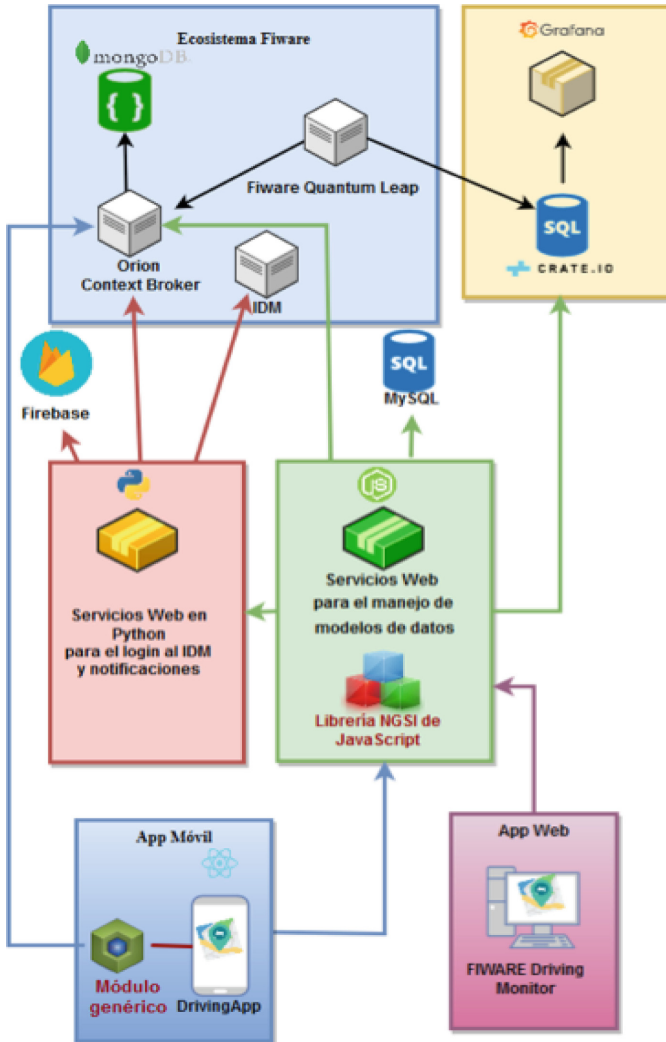 Ecosistema Fiware
mongoDB.
{ }
Fiware Quantum Leap
Orion
Context Broker
IDM
Grafana
SQL
CRATE.IO
Firebase
SQL
MySQL
Servicios Web en
Python
para el login al IDM
y notificaciones
JS
Servicios Web
para el manejo de
modelos de datos
Librería NGSI de
JavaScript
App Móvil
Módulo
genérico
DrivingApp
App Web
FIWARE Driving
Monitor